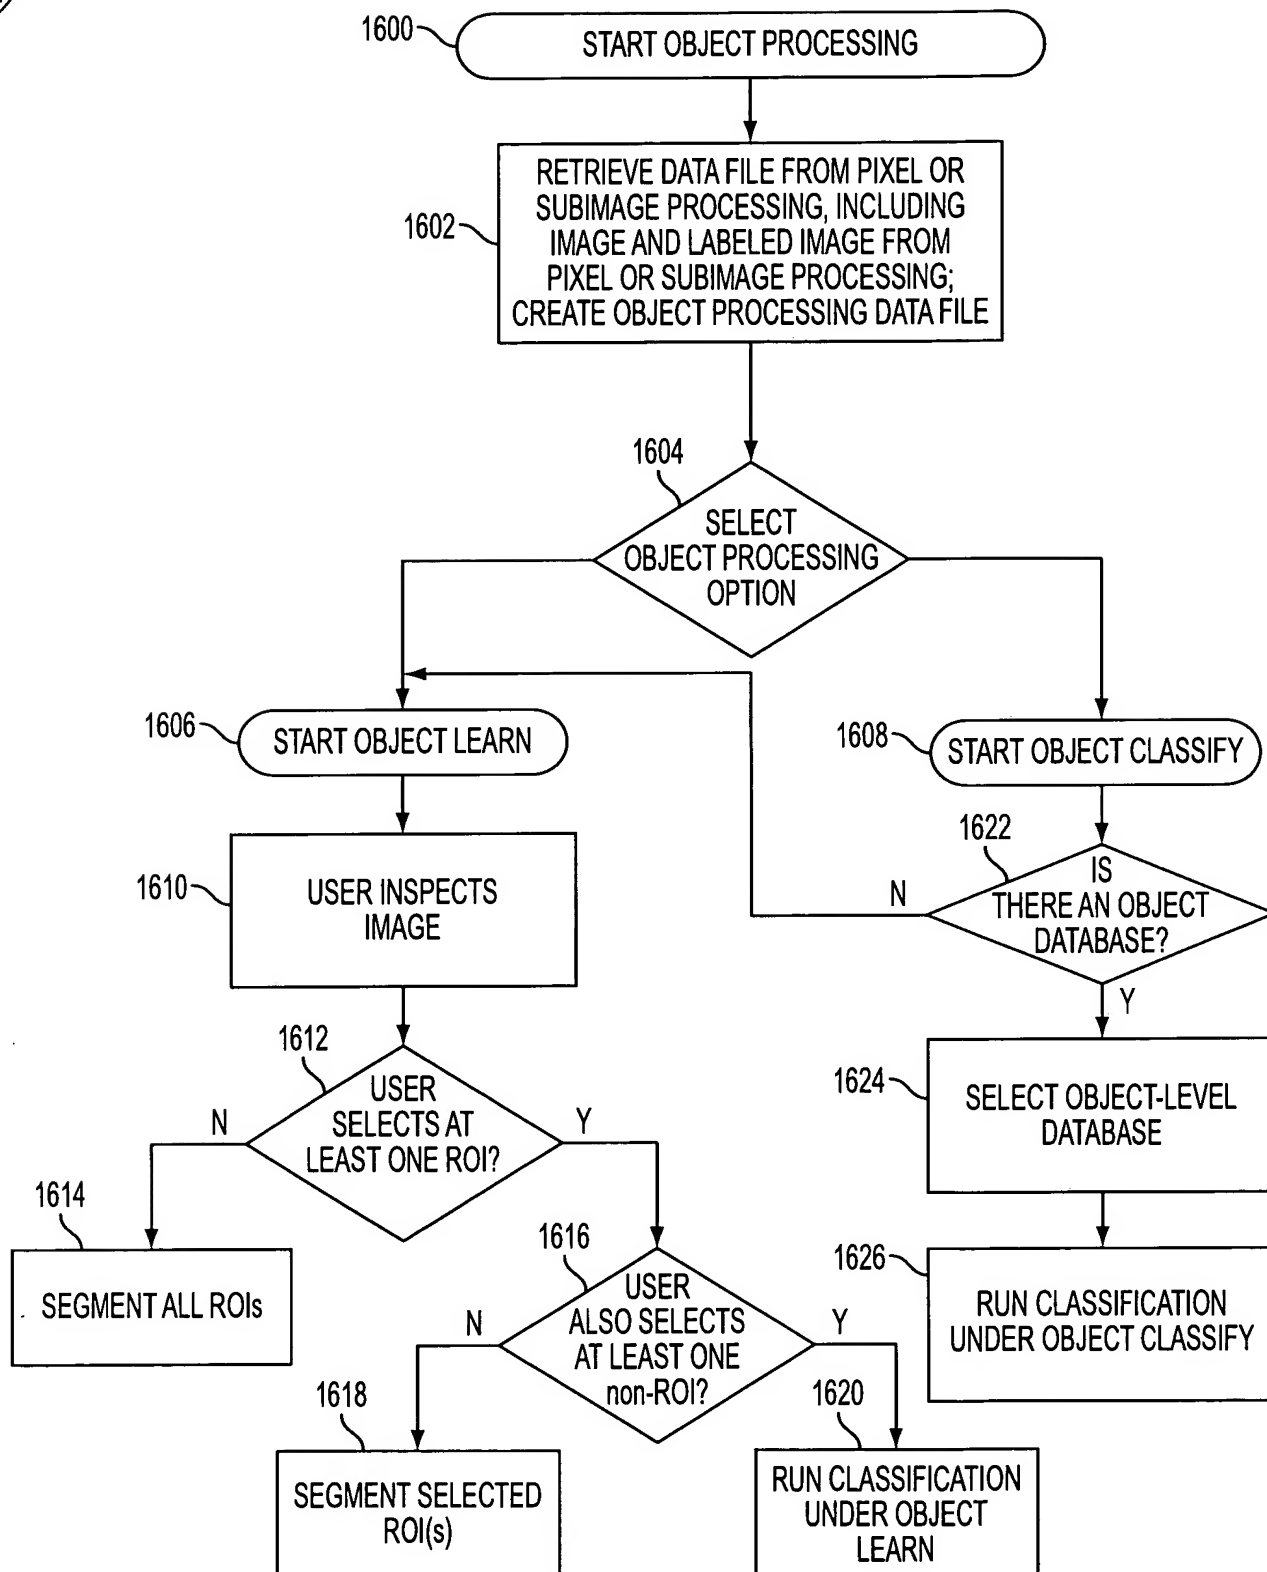 1600
START OBJECT PROCESSING
1602
RETRIEVE DATA FILE FROM PIXEL OR
SUBIMAGE PROCESSING, INCLUDING
IMAGE AND LABELED IMAGE FROM
PIXEL OR SUBIMAGE PROCESSING;
CREATE OBJECT PROCESSING DATA FILE
1604
SELECT
OBJECT PROCESSING
OPTION
1606
START OBJECT LEARN
1608
START OBJECT CLASSIFY
1610
USER INSPECTS
IMAGE
1622
IS
THERE AN OBJECT
DATABASE?
N
Y
1612
USER
SELECTS AT
LEAST ONE ROI?
N
Y
1624
SELECT OBJECT-LEVEL
DATABASE
1614
SEGMENT ALL ROIs
1616
USER
ALSO SELECTS
AT LEAST ONE
non-ROI?
N
Y
1626
RUN CLASSIFICATION
UNDER OBJECT CLASSIFY
1618
SEGMENT SELECTED
ROI(s)
1620
RUN CLASSIFICATION
UNDER OBJECT
LEARN